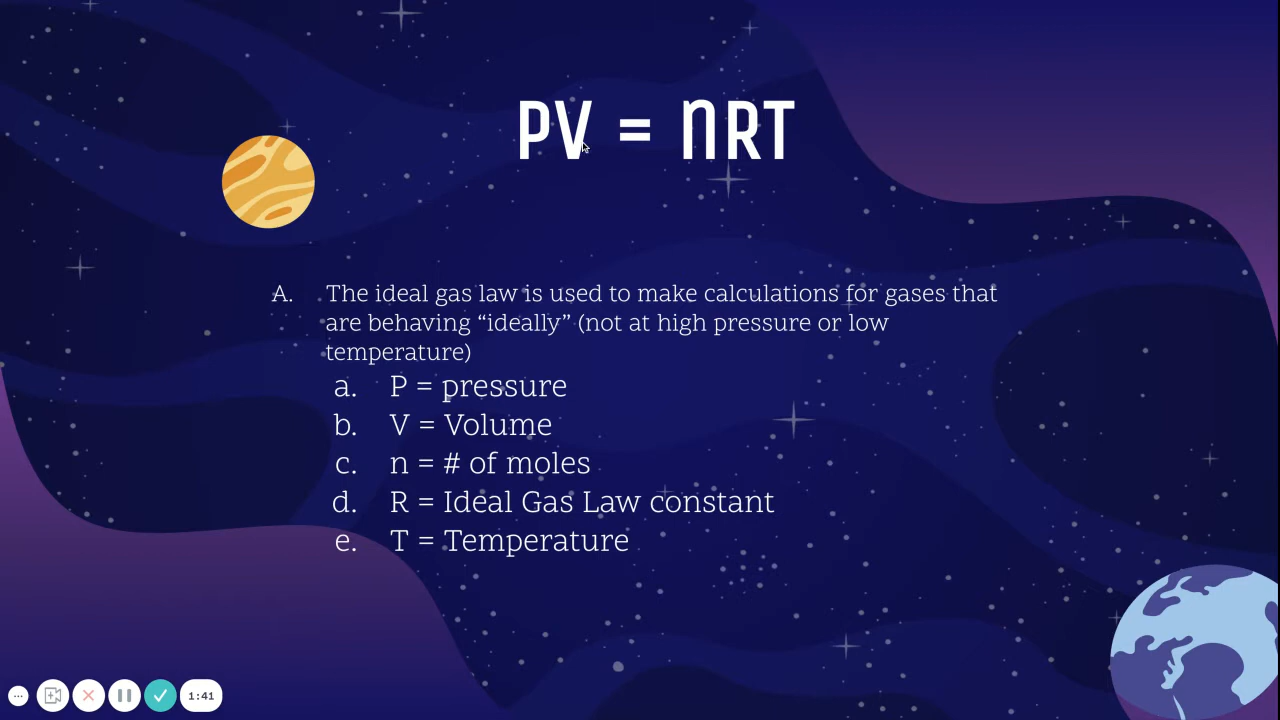 PV = nRT
A. The ideal gas law is used to make calculations for gases that
are behaving “ideally” (not at high pressure or low
temperature)
a. P = pressure
b. V = Volume
c. n = # of moles
d. R = Ideal Gas Law constant
e. T = Temperature
1:41